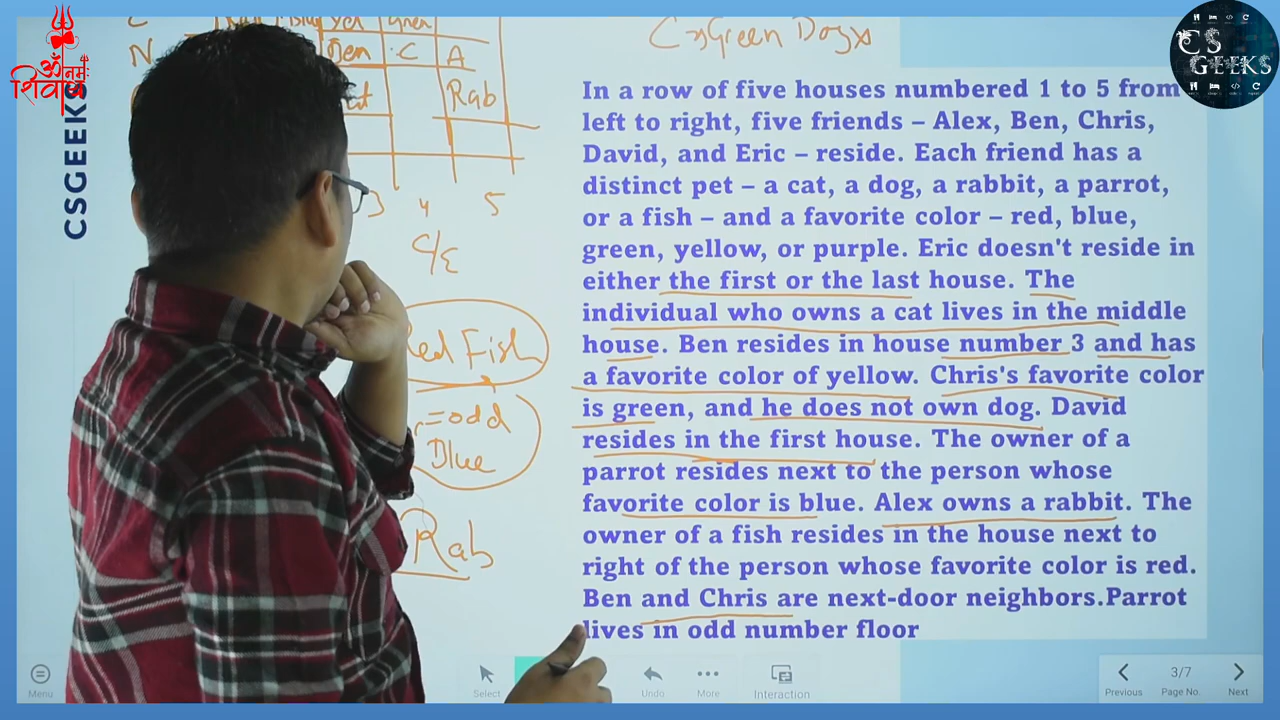 ॐ नमः
शिवाय
CSGEEKS
CS
GEEKS
Yel
N
C
A
Rab
3
4
5
C/E
Red Fish
=odd
Blue
Rab
C → Green Dog x
In a row of five houses numbered 1 to 5 from
left to right, five friends – Alex, Ben, Chris,
David, and Eric – reside. Each friend has a
distinct pet – a cat, a dog, a rabbit, a parrot,
or a fish – and a favorite color – red, blue,
green, yellow, or purple. Eric doesn't reside in
either the first or the last house. The
individual who owns a cat lives in the middle
house. Ben resides in house number 3 and has
a favorite color of yellow. Chris's favorite color
is green, and he does not own dog. David
resides in the first house. The owner of a
parrot resides next to the person whose
favorite color is blue. Alex owns a rabbit. The
owner of a fish resides in the house next to
right of the person whose favorite color is red.
Ben and Chris are next-door neighbors.Parrot
lives in odd number floor
Menu
Select
Undo
More
Interaction
Previous
3/7
Page No.
Next